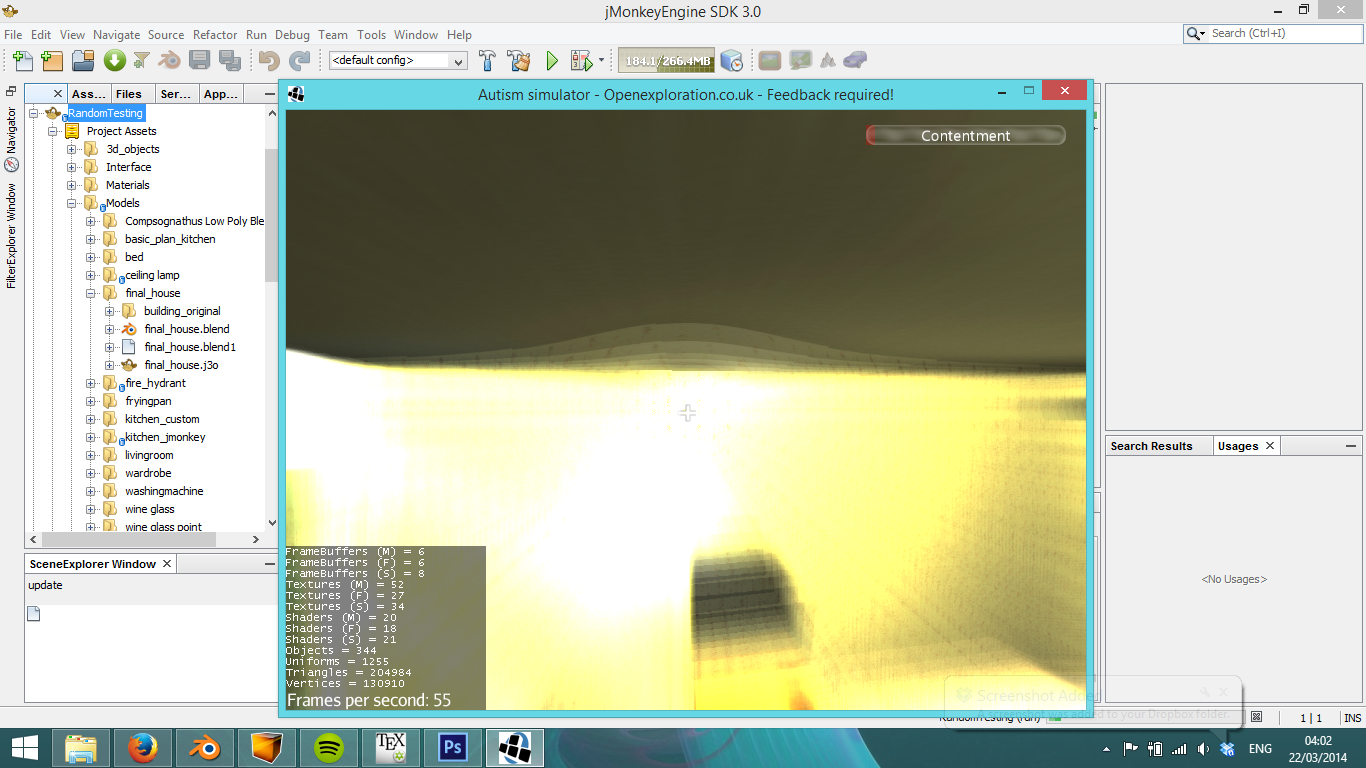 jMonkeyEngine SDK 3.0
File Edit View Navigate Source Refactor Run Debug Team Tools Window Help
Search (Ctrl+I)
<default config>
184.1/266.4MB
Ass... Files Ser... App...
Navigator
FilterExplorer Window
RandomTesting
Project Assets
3d_objects
Interface
Materials
Models
Compsognathus Low Poly Ble
basic_plan_kitchen
bed
ceiling lamp
final_house
building_original
final_house.blend
final_house.blend1
final_house.j3o
fire_hydrant
fryingpan
kitchen_custom
kitchen_jmonkey
livingroom
wardrobe
washingmachine
wine glass
wine glass point
SceneExplorer Window
update
Autism simulator - Openexploration.co.uk - Feedback required!
Contentment
FrameBuffers (M) = 6
FrameBuffers (F) = 6
FrameBuffers (S) = 8
Textures (M) = 52
Textures (F) = 27
Textures (S) = 34
Shaders (M) = 20
Shaders (F) = 18
Shaders (S) = 21
Objects = 344
Uniforms = 1255
Triangles = 204984
Vertices = 130910
Frames per second: 55
Search Results Usages
<No Usages>
Screenshot Added
A screenshot was added to your Dropbox folder.
RandomTesting (run)
1 | 1 INS
TEX
Ps
ENG
04:02
22/03/2014